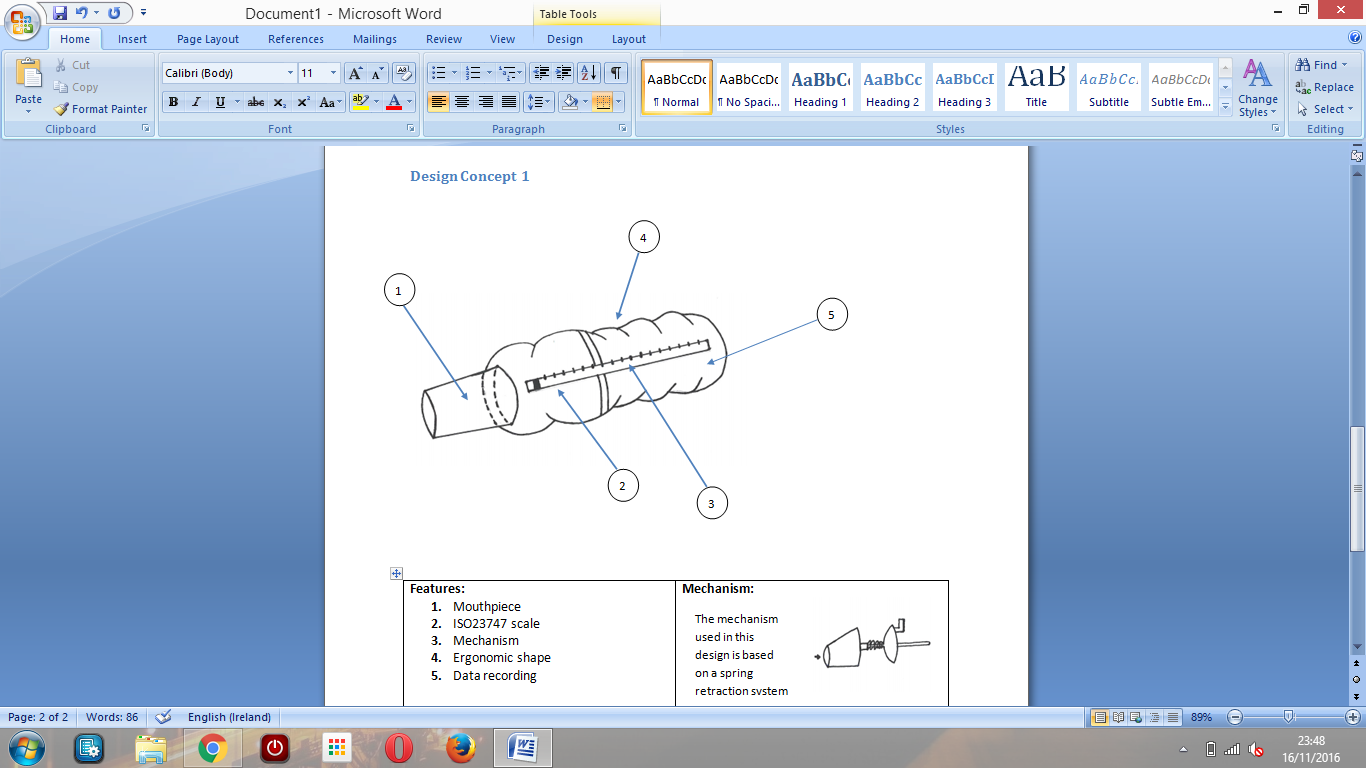 Document1 - Microsoft Word
Table Tools
Home Insert Page Layout References Mailings Review View Design Layout
Paste
Cut
Copy
Format Painter
Clipboard
Calibri (Body) 11
Font
Paragraph
AaBbCcDc AaBbCcDc AaBbC AaBbCc AaBbCcI AaB AaBbCc. AaBbCcDc
¶ Normal ¶ No Spaci... Heading 1 Heading 2 Heading 3 Title Subtitle Subtle Em...
Change Styles
Styles
Find
Replace
Select
Editing
Design Concept 1
4
1
5
2
3
Features:
1. Mouthpiece
2. ISO23747 scale
3. Mechanism
4. Ergonomic shape
5. Data recording
Mechanism:
The mechanism
used in this
design is based
on a spring
retraction system
Page: 2 of 2 Words: 86 English (Ireland) 89%
23:48
16/11/2016